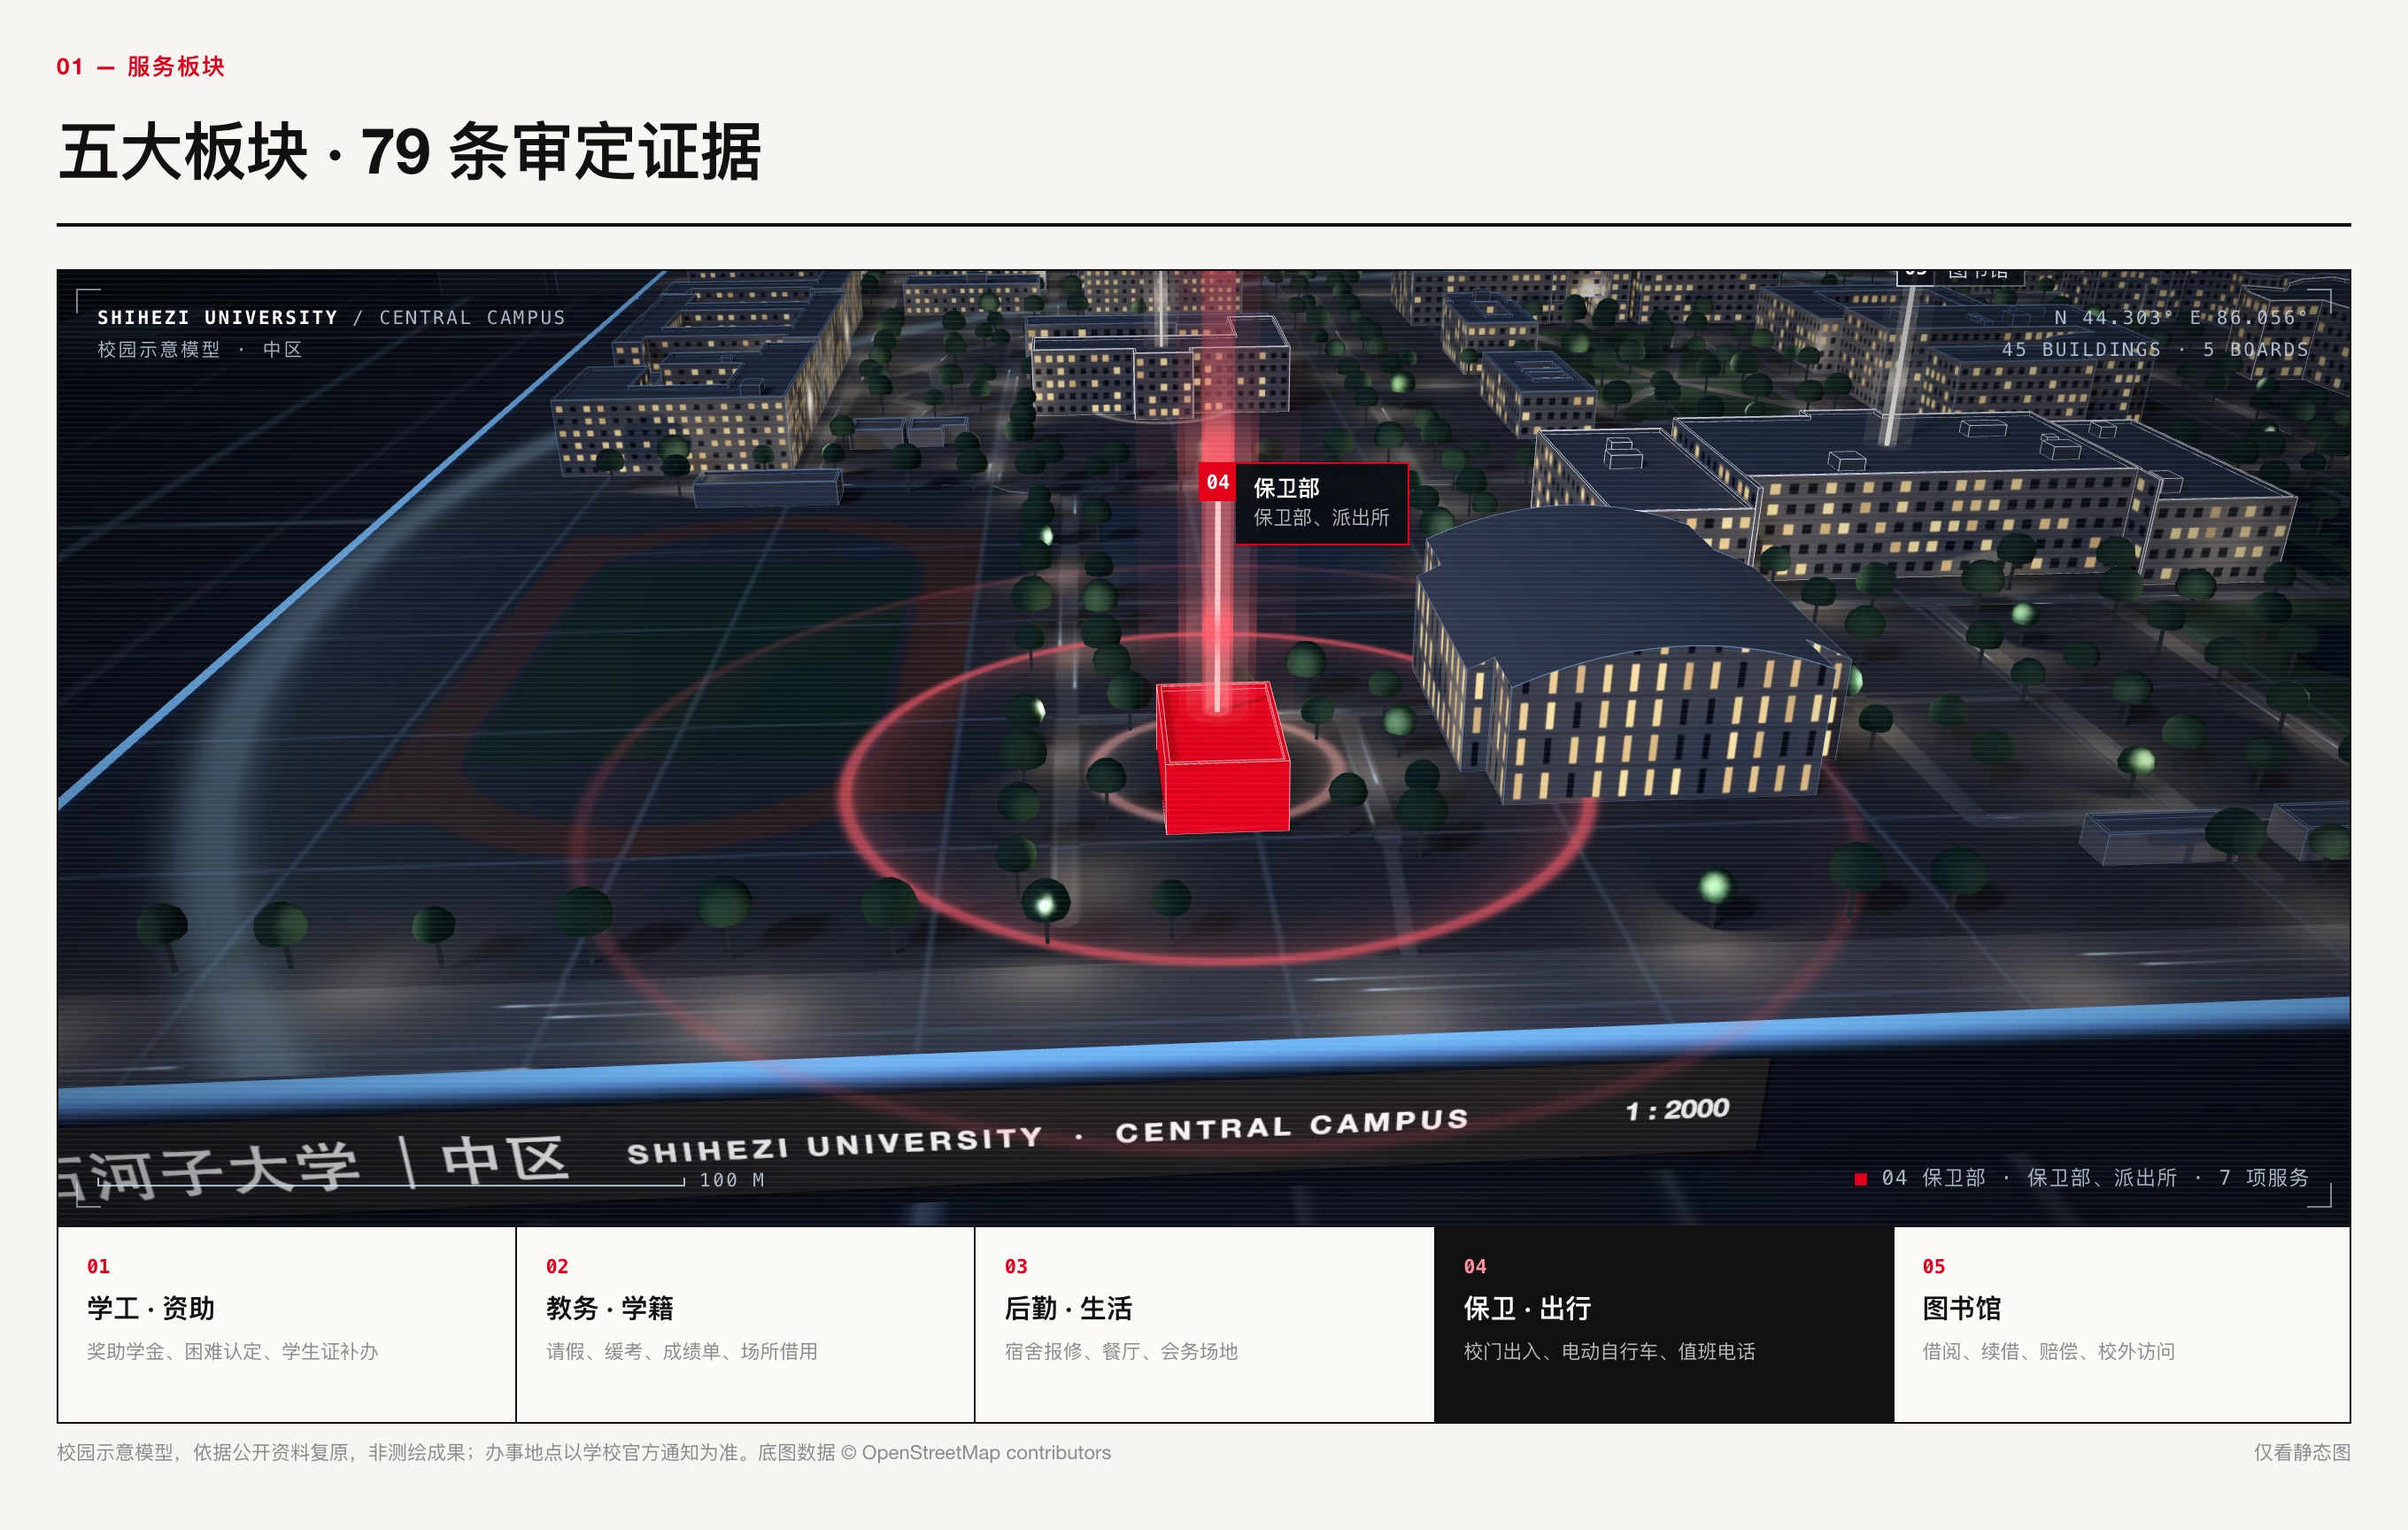 01 — 服务板块
五大板块 · 79 条审定证据
SHIHEZI UNIVERSITY / CENTRAL CAMPUS
校园示意模型 · 中区
图书馆
N 44.303° E 86.056°
45 BUILDINGS · 5 BOARDS
04
保卫部
保卫部、派出所
石河子大学 | 中区 SHIHEZI UNIVERSITY · CENTRAL CAMPUS 1 : 2000
100 M
04 保卫部 · 保卫部、派出所 · 7 项服务
01
学工 · 资助
奖助学金、困难认定、学生证补办
02
教务 · 学籍
请假、缓考、成绩单、场所借用
03
后勤 · 生活
宿舍报修、餐厅、会务场地
04
保卫 · 出行
校门出入、电动自行车、值班电话
05
图书馆
借阅、续借、赔偿、校外访问
校园示意模型，依据公开资料复原，非测绘成果；办事地点以学校官方通知为准。底图数据 © OpenStreetMap contributors
仅看静态图